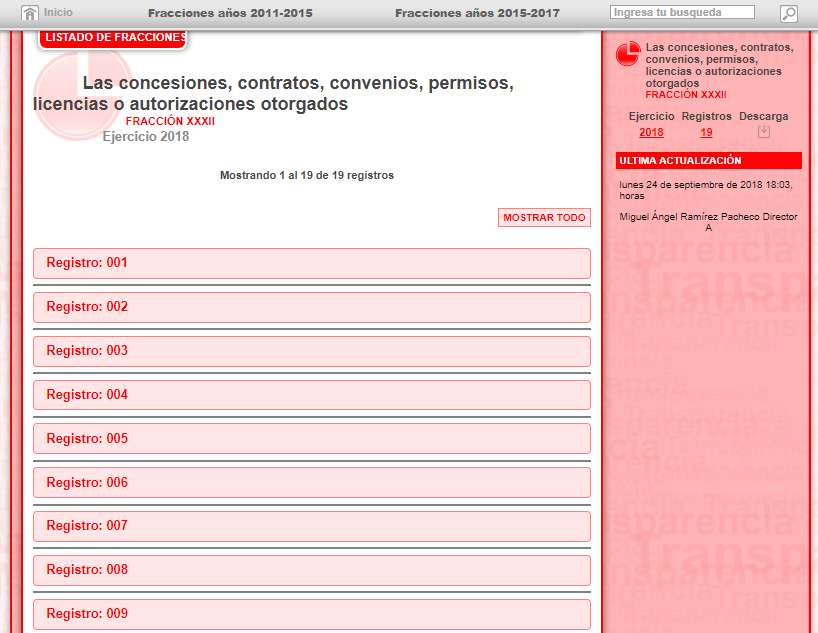 Inicio
Fracciones años 2011-2015
Fracciones años 2015-2017
Ingresa tu busqueda
LISTADO DE FRACCIONES
Las concesiones, contratos, convenios, permisos,
licencias o autorizaciones otorgados
FRACCIÓN XXXII
Ejercicio 2018
Mostrando 1 al 19 de 19 registros
MOSTRAR TODO
Registro: 001
Registro: 002
Registro: 003
Registro: 004
Registro: 005
Registro: 006
Registro: 007
Registro: 008
Registro: 009
Las concesiones, contratos,
convenios, permisos,
licencias o autorizaciones
otorgados
FRACCIÓN XXXII
Ejercicio Registros Descarga
2018 19
ULTIMA ACTUALIZACIÓN
lunes 24 de septiembre de 2018 18:03,
horas
Miguel Ángel Ramírez Pacheco Director
A